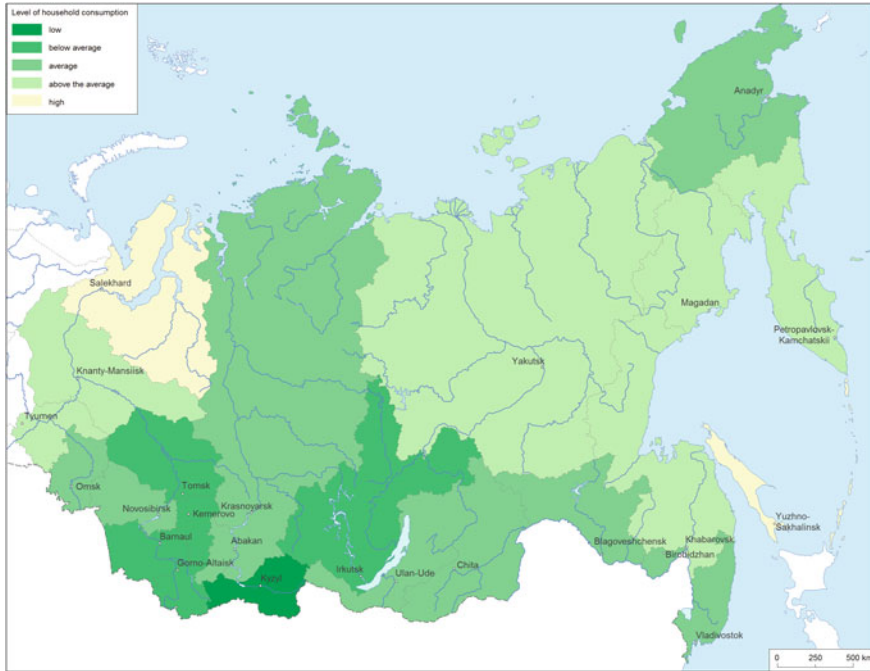 Level of household consumption
low
below average
average
above the average
high
Anadyr
Salekhard
Magadan
Petropavlovsk-
Kamchatskii
Yakutsk
Khanty-Mansiisk
Tyumen
Omsk
Tomsk
Novosibirsk
Kemerovo
Krasnoyarsk
Barnaul
Abakan
Gorno-Altaisk
Kyzyl
Irkutsk
Ulan-Ude
Chita
Blagoveshchensk
Khabarovsk
Birobidzhan
Yuzhno-
Sakhalinsk
Vladivostok
0 250 500 km